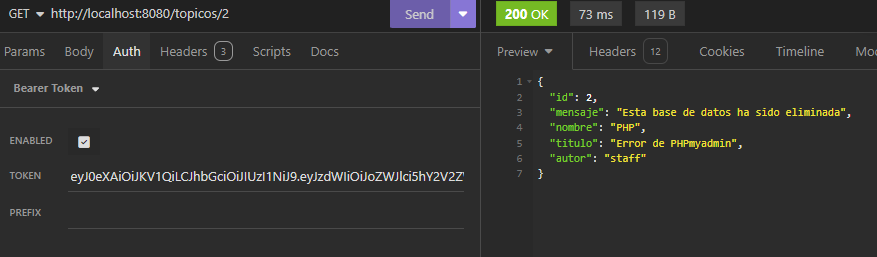 GET http://localhost:8080/topicos/2 Send
200 OK 73 ms 119 B
Params Body Auth Headers 3 Scripts Docs
Preview Headers 12 Cookies Timeline Moc
Bearer Token
ENABLED
TOKEN eyJ0eXAiOiJKV1QiLCJhbGciOiJIUzI1NiJ9.eyJzdWIiOiJoZWJlci5hY2V2Z
PREFIX
1 {
2 "id": 2,
3 "mensaje": "Esta base de datos ha sido eliminada",
4 "nombre": "PHP",
5 "titulo": "Error de PHPmyadmin",
6 "autor": "staff"
7 }